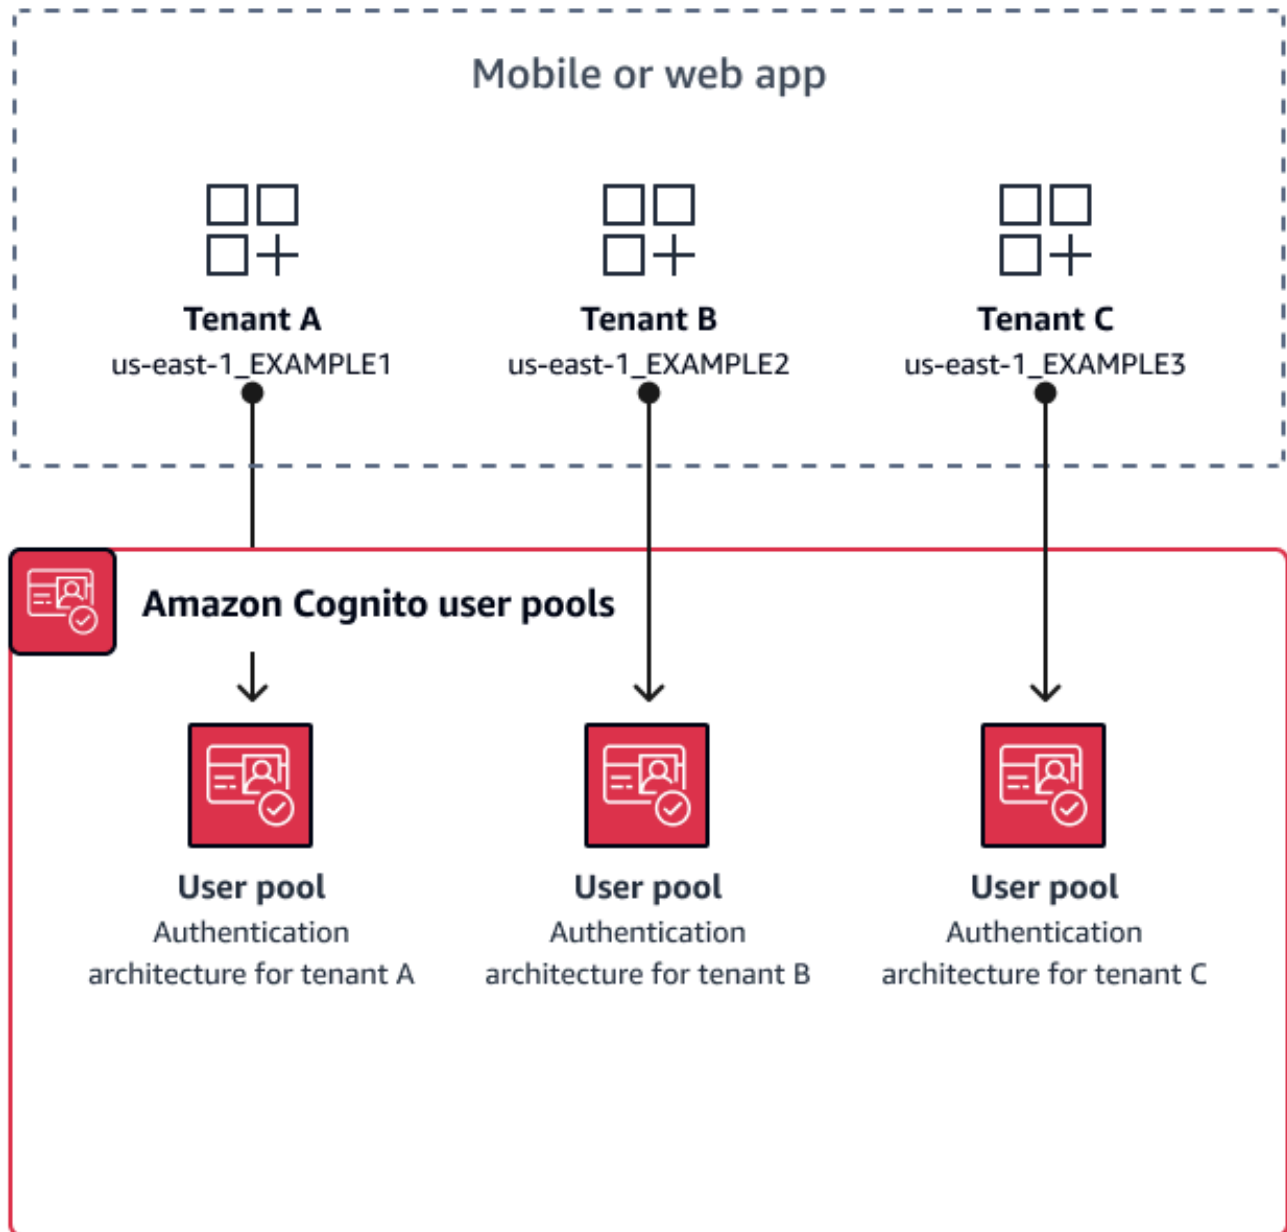 Mobile or web app
Tenant A
us-east-1_EXAMPLE1
Tenant B
us-east-1_EXAMPLE2
Tenant C
us-east-1_EXAMPLE3
Amazon Cognito user pools
User pool
Authentication
architecture for tenant A
User pool
Authentication
architecture for tenant B
User pool
Authentication
architecture for tenant C